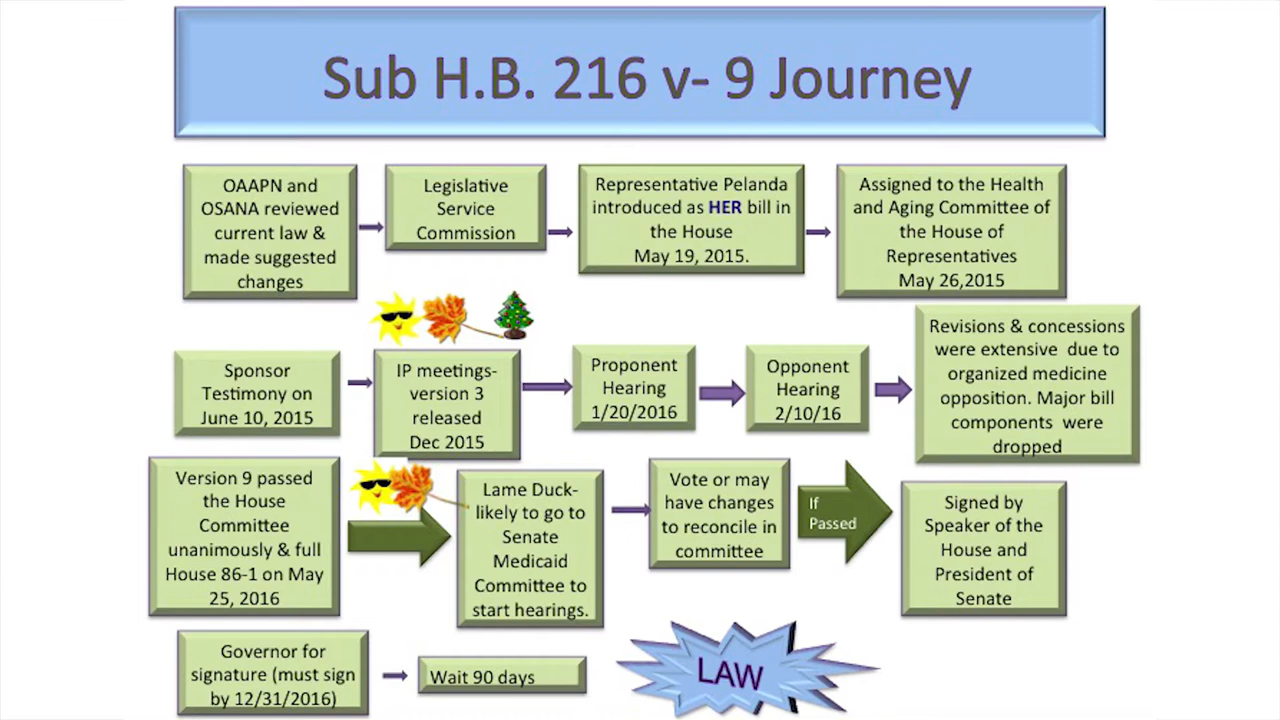 Sub H.B. 216 v- 9 Journey
OAAPN and
OSANA reviewed
current law &
made suggested
changes
Legislative
Service
Commission
Representative Pelanda
introduced as HER bill in
the House
May 19, 2015.
Assigned to the Health
and Aging Committee of
the House of
Representatives
May 26,2015
Sponsor
Testimony on
June 10, 2015
IP meetings-
version 3
released
Dec 2015
Proponent
Hearing
1/20/2016
Opponent
Hearing
2/10/16
Revisions & concessions
were extensive due to
organized medicine
opposition. Major bill
components were
dropped
Version 9 passed
the House
Committee
unanimously & full
House 86-1 on May
25, 2016
Lame Duck-
likely to go to
Senate
Medicaid
Committee to
start hearings.
Vote or may
have changes
to reconcile in
committee
If
Passed
Signed by
Speaker of the
House and
President of
Senate
Governor for
signature (must sign
by 12/31/2016)
Wait 90 days
LAW